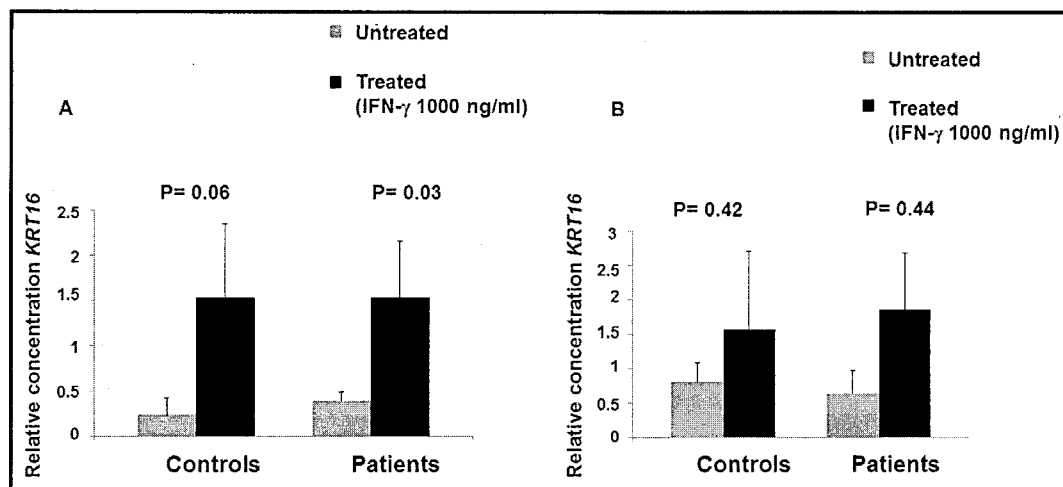 Untreated
Treated
(IFN-γ 1000 ng/ml)
A
P= 0.06
P= 0.03
Relative concentration KRT16
2.5
2
1.5
1
0.5
0
Controls
Patients
Untreated
Treated
(IFN-γ 1000 ng/ml)
B
P= 0.42
P= 0.44
Relative concentration KRT16
3
2.5
2
1.5
1
0.5
0
Controls
Patients